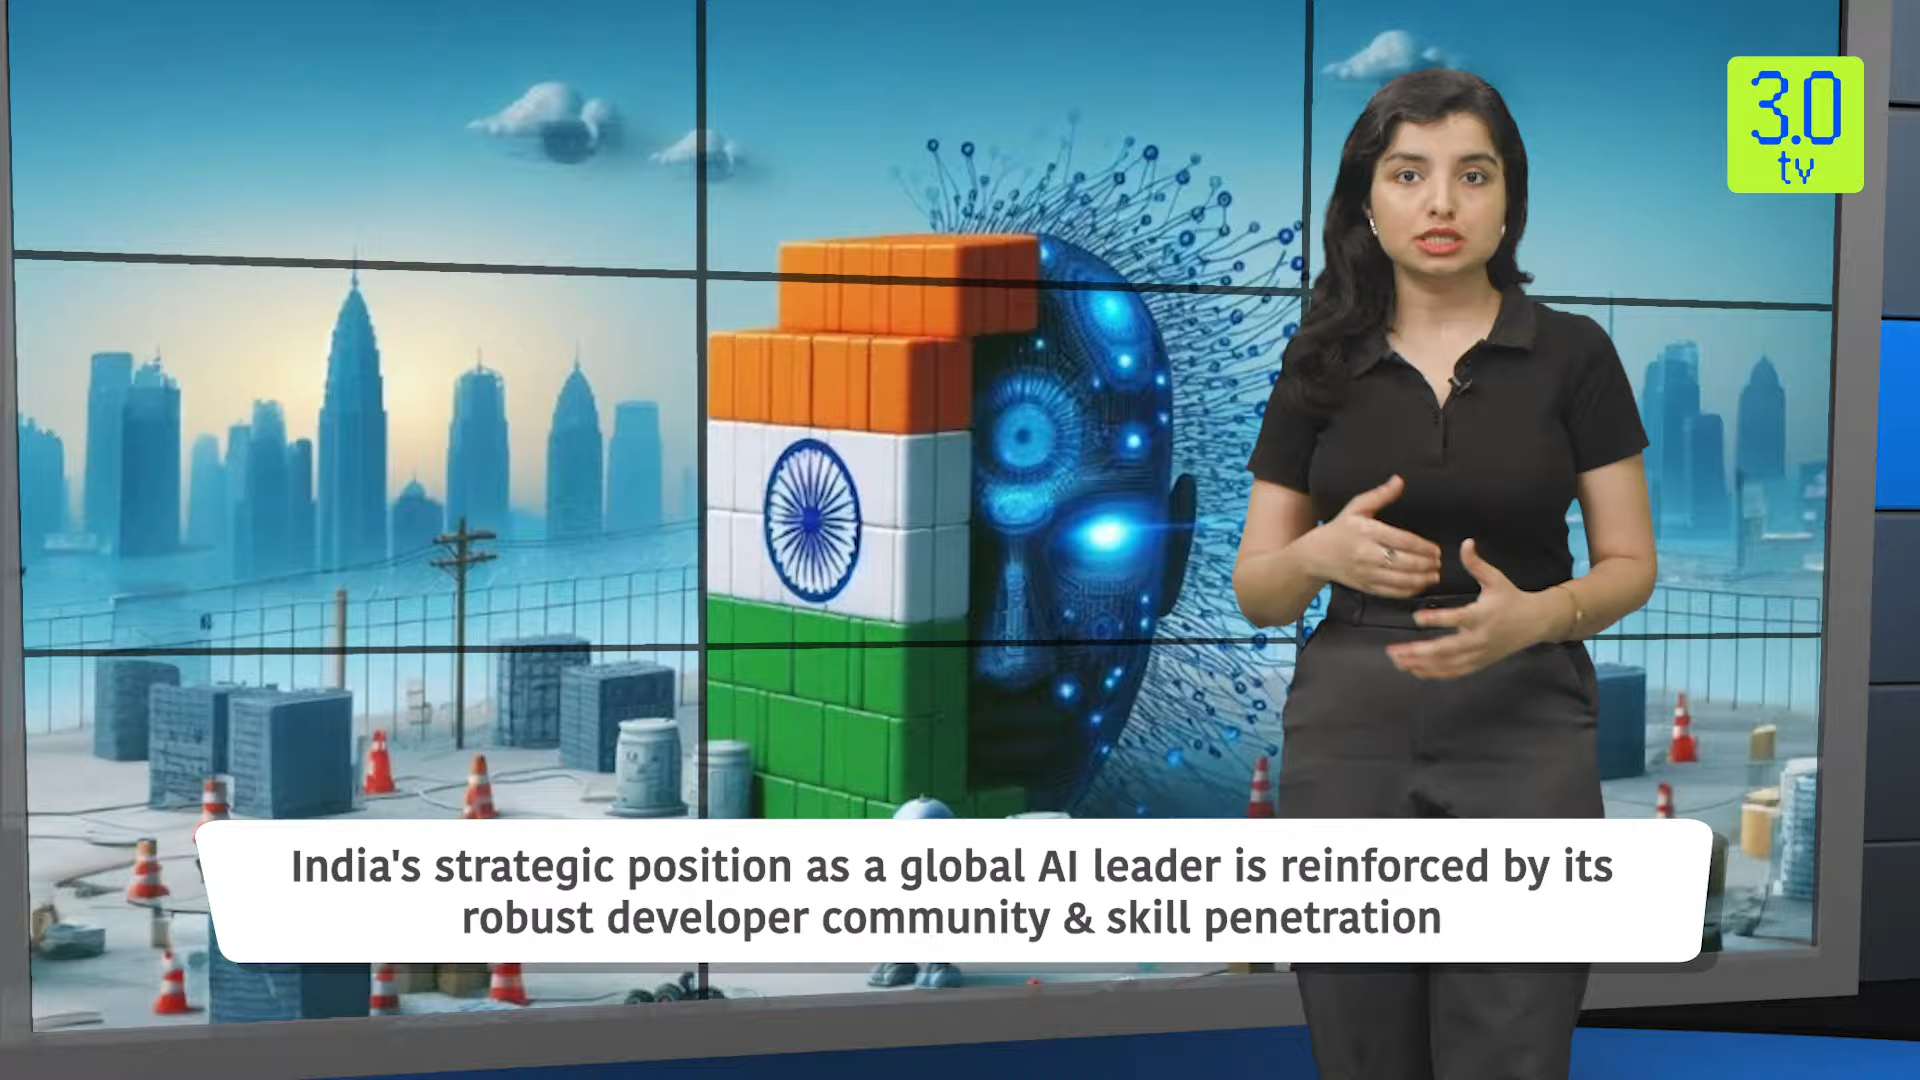 3.0
tv
India's strategic position as a global AI leader is reinforced by its
robust developer community & skill penetration